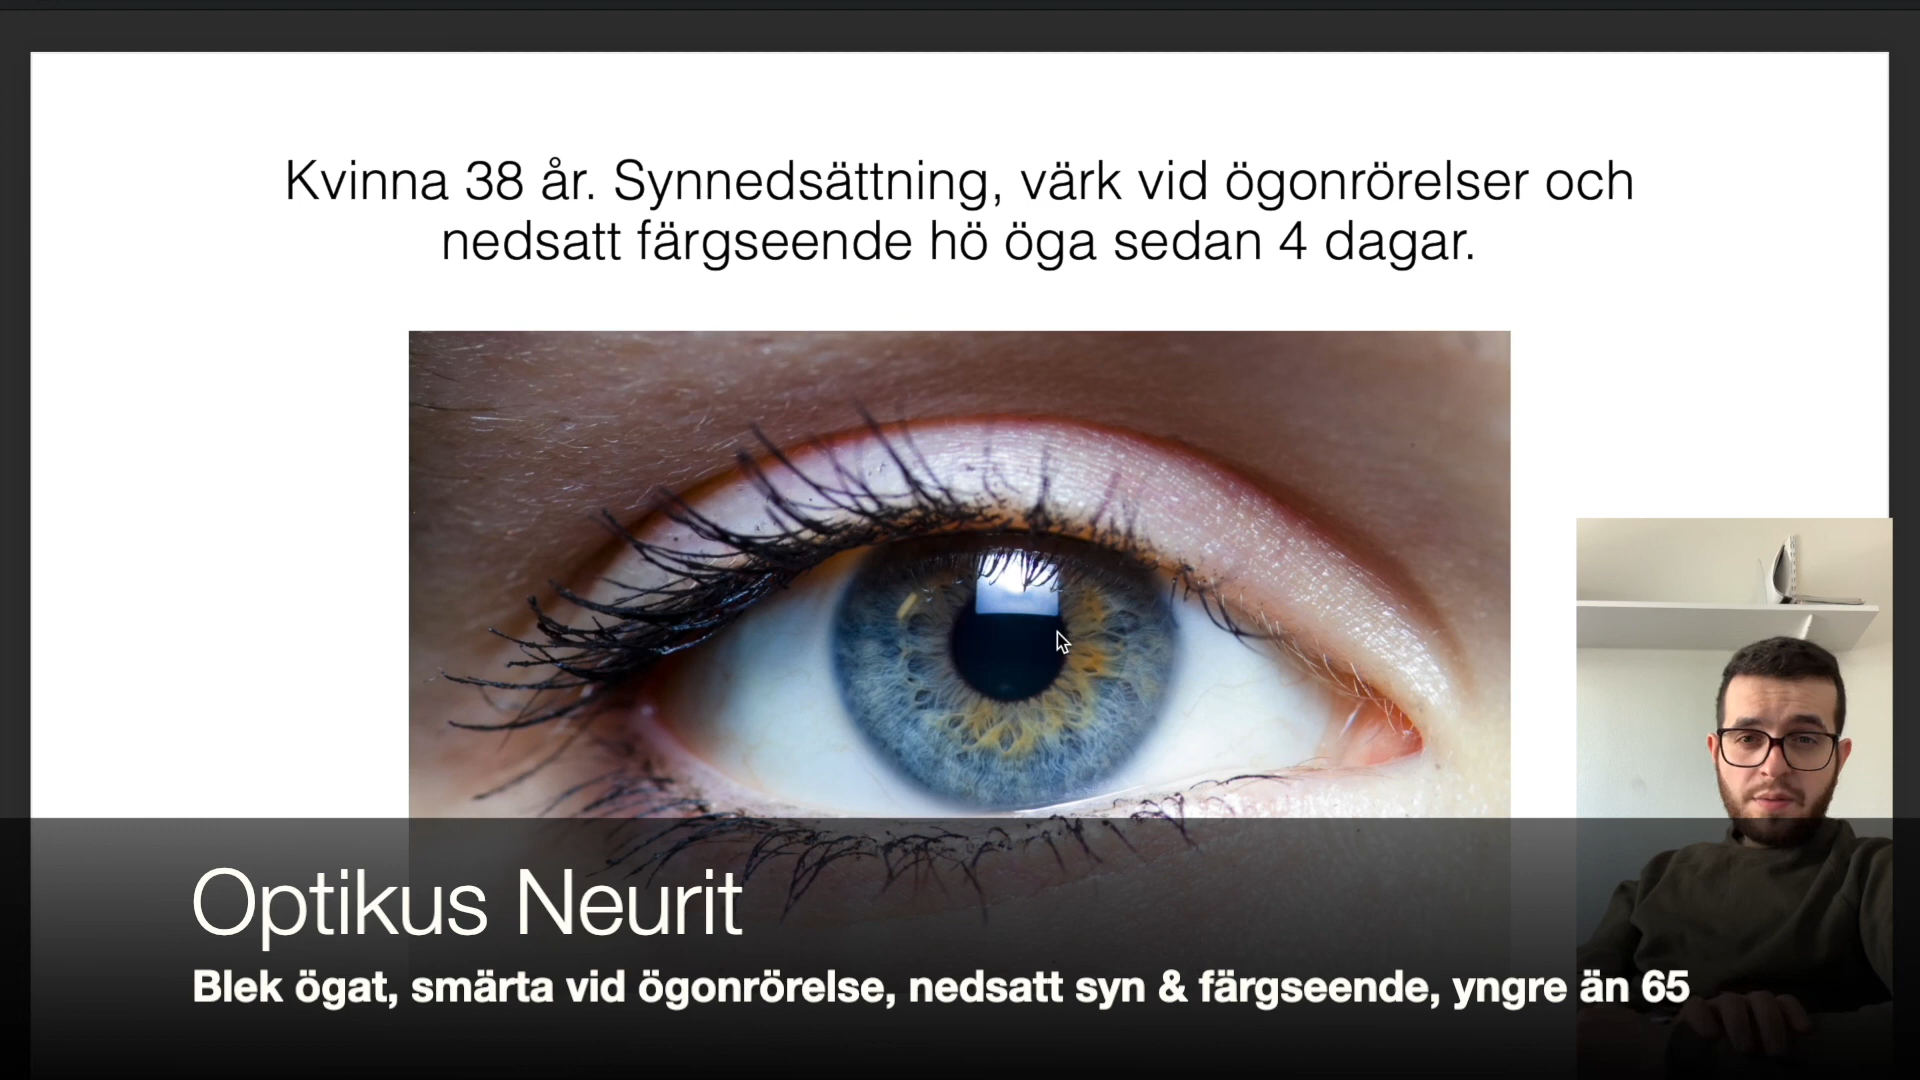 Kvinna 38 år. Synnedsättning, värk vid ögonrörelser och
nedsatt färgseende hö öga sedan 4 dagar.
Optikus Neurit
Blek ögat, smärta vid ögonrörelse, nedsatt syn & färgseende, yngre än 65